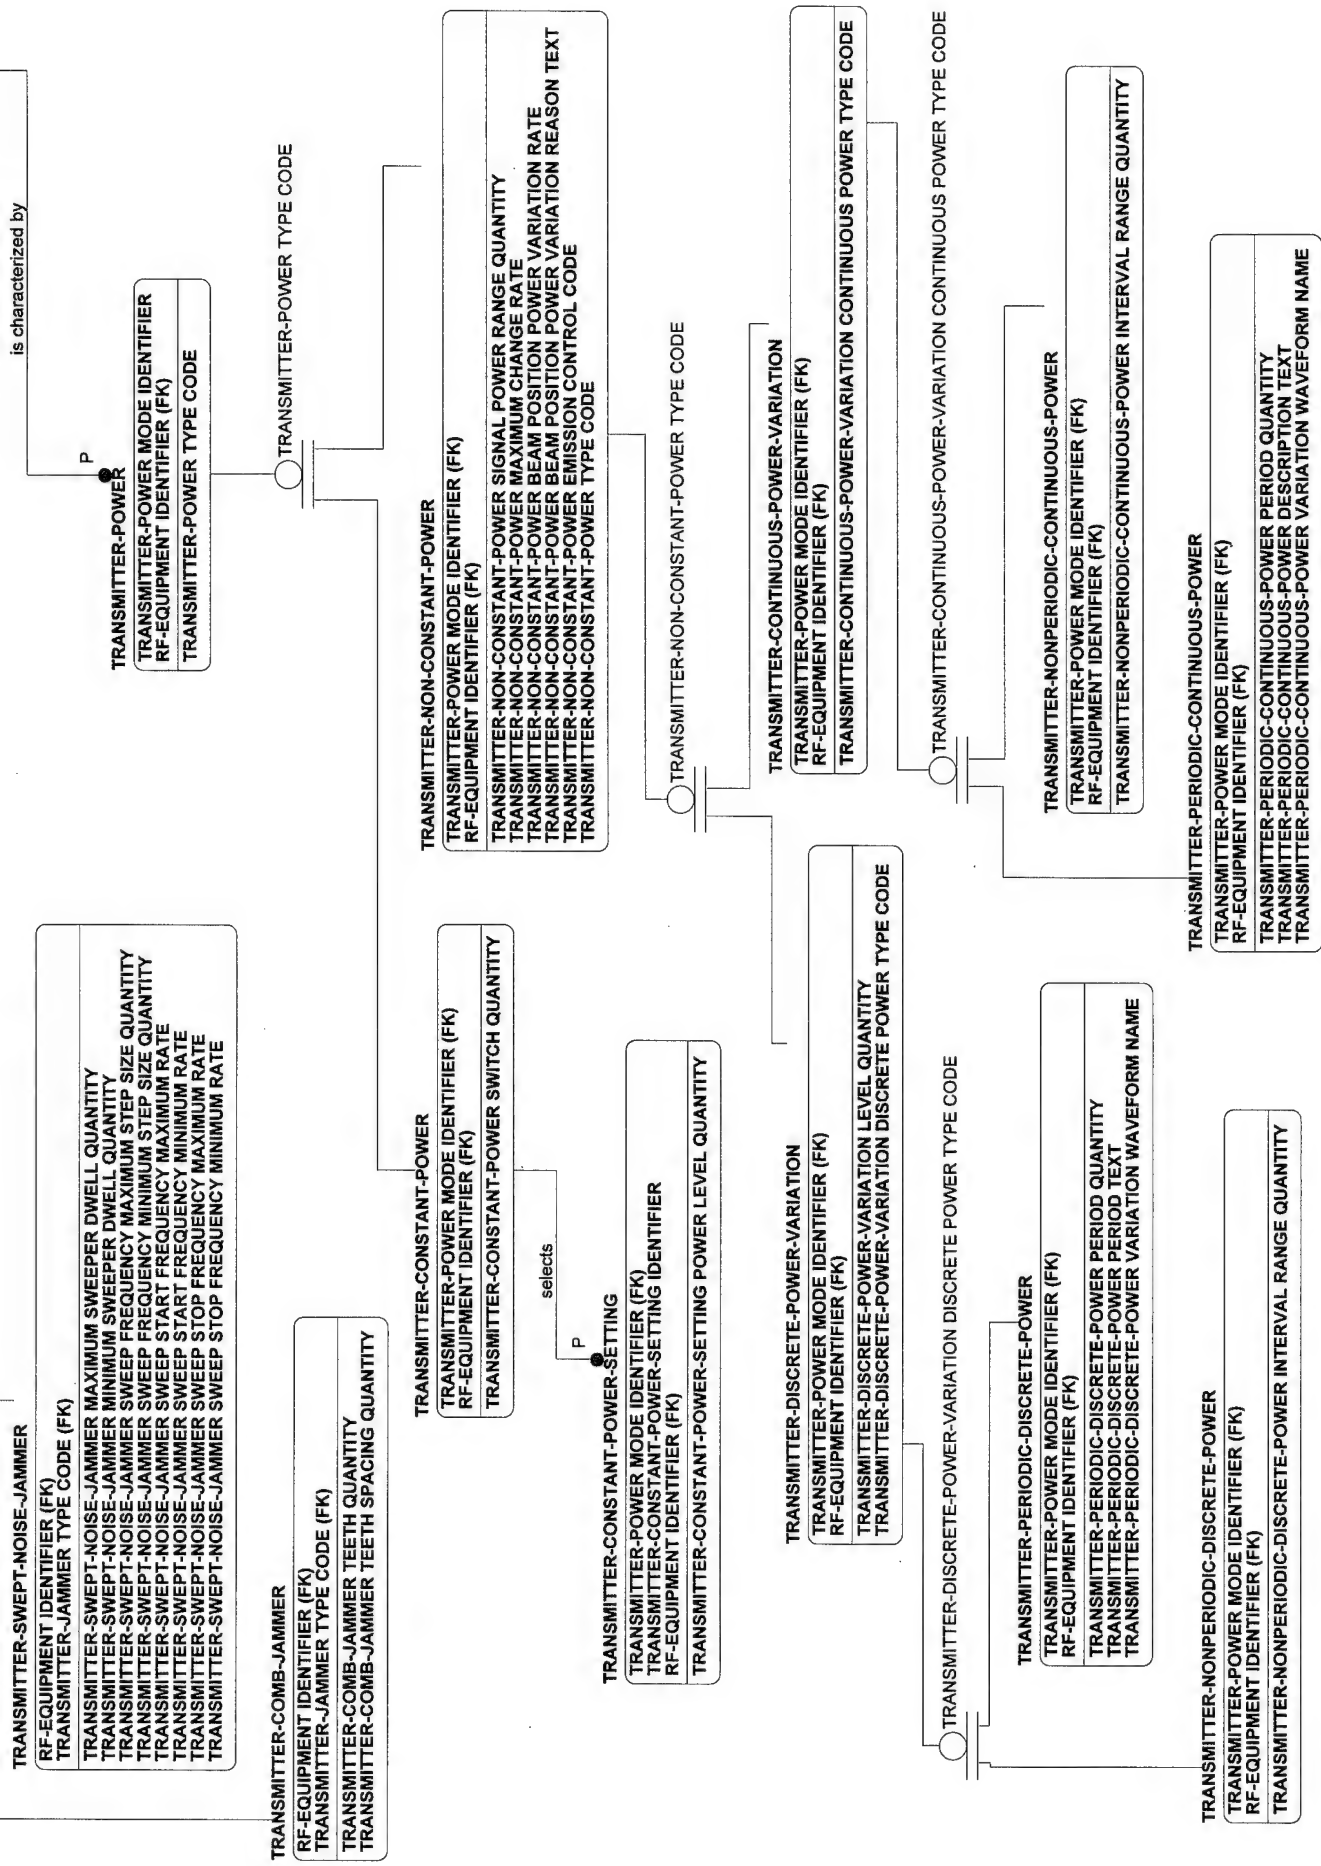 is characterized by
P
TRANSMITTER-POWER
TRANSMITTER-POWER MODE IDENTIFIER
RF-EQUIPMENT IDENTIFIER (FK)
TRANSMITTER-POWER TYPE CODE
TRANSMITTER-POWER TYPE CODE
TRANSMITTER-SWEPT-NOISE-JAMMER
RF-EQUIPMENT IDENTIFIER (FK)
TRANSMITTER-JAMMER TYPE CODE (FK)
TRANSMITTER-SWEPT-NOISE-JAMMER MAXIMUM SWEEPER DWELL QUANTITY
TRANSMITTER-SWEPT-NOISE-JAMMER MINIMUM SWEEPER DWELL QUANTITY
TRANSMITTER-SWEPT-NOISE-JAMMER SWEEP FREQUENCY MAXIMUM STEP SIZE QUANTITY
TRANSMITTER-SWEPT-NOISE-JAMMER SWEEP FREQUENCY MINIMUM STEP SIZE QUANTITY
TRANSMITTER-SWEPT-NOISE-JAMMER SWEEP START FREQUENCY MAXIMUM RATE
TRANSMITTER-SWEPT-NOISE-JAMMER SWEEP START FREQUENCY MINIMUM RATE
TRANSMITTER-SWEPT-NOISE-JAMMER SWEEP STOP FREQUENCY MAXIMUM RATE
TRANSMITTER-SWEPT-NOISE-JAMMER SWEEP STOP FREQUENCY MINIMUM RATE
TRANSMITTER-COMB-JAMMER
RF-EQUIPMENT IDENTIFIER (FK)
TRANSMITTER-JAMMER TYPE CODE (FK)
TRANSMITTER-COMB-JAMMER TEETH QUANTITY
TRANSMITTER-COMB-JAMMER TEETH SPACING QUANTITY
TRANSMITTER-CONSTANT-POWER
TRANSMITTER-POWER MODE IDENTIFIER (FK)
RF-EQUIPMENT IDENTIFIER (FK)
TRANSMITTER-CONSTANT-POWER SWITCH QUANTITY
selects
P
TRANSMITTER-CONSTANT-POWER-SETTING
TRANSMITTER-POWER MODE IDENTIFIER (FK)
TRANSMITTER-CONSTANT-POWER-SETTING IDENTIFIER
RF-EQUIPMENT IDENTIFIER (FK)
TRANSMITTER-CONSTANT-POWER-SETTING POWER LEVEL QUANTITY
TRANSMITTER-NON-CONSTANT-POWER
TRANSMITTER-POWER MODE IDENTIFIER (FK)
RF-EQUIPMENT IDENTIFIER (FK)
TRANSMITTER-NON-CONSTANT-POWER SIGNAL POWER RANGE QUANTITY
TRANSMITTER-NON-CONSTANT-POWER MAXIMUM CHANGE RATE
TRANSMITTER-NON-CONSTANT-POWER BEAM POSITION POWER VARIATION RATE
TRANSMITTER-NON-CONSTANT-POWER BEAM POSITION POWER VARIATION REASON TEXT
TRANSMITTER-NON-CONSTANT-POWER EMISSION CONTROL CODE
TRANSMITTER-NON-CONSTANT-POWER TYPE CODE
TRANSMITTER-NON-CONSTANT-POWER TYPE CODE
TRANSMITTER-DISCRETE-POWER-VARIATION
TRANSMITTER-POWER MODE IDENTIFIER (FK)
RF-EQUIPMENT IDENTIFIER (FK)
TRANSMITTER-DISCRETE-POWER-VARIATION LEVEL QUANTITY
TRANSMITTER-DISCRETE-POWER-VARIATION DISCRETE POWER TYPE CODE
TRANSMITTER-DISCRETE-POWER-VARIATION DISCRETE POWER TYPE CODE
TRANSMITTER-PERIODIC-DISCRETE-POWER
TRANSMITTER-POWER MODE IDENTIFIER (FK)
RF-EQUIPMENT IDENTIFIER (FK)
TRANSMITTER-PERIODIC-DISCRETE-POWER PERIOD QUANTITY
TRANSMITTER-PERIODIC-DISCRETE-POWER PERIOD TEXT
TRANSMITTER-PERIODIC-DISCRETE-POWER VARIATION WAVEFORM NAME
TRANSMITTER-NONPERIODIC-DISCRETE-POWER
TRANSMITTER-POWER MODE IDENTIFIER (FK)
RF-EQUIPMENT IDENTIFIER (FK)
TRANSMITTER-NONPERIODIC-DISCRETE-POWER INTERVAL RANGE QUANTITY
TRANSMITTER-CONTINUOUS-POWER-VARIATION
TRANSMITTER-POWER MODE IDENTIFIER (FK)
RF-EQUIPMENT IDENTIFIER (FK)
TRANSMITTER-CONTINUOUS-POWER-VARIATION CONTINUOUS POWER TYPE CODE
TRANSMITTER-CONTINUOUS-POWER-VARIATION CONTINUOUS POWER TYPE CODE
TRANSMITTER-NONPERIODIC-CONTINUOUS-POWER
TRANSMITTER-POWER MODE IDENTIFIER (FK)
RF-EQUIPMENT IDENTIFIER (FK)
TRANSMITTER-NONPERIODIC-CONTINUOUS-POWER INTERVAL RANGE QUANTITY
TRANSMITTER-PERIODIC-CONTINUOUS-POWER
TRANSMITTER-POWER MODE IDENTIFIER (FK)
RF-EQUIPMENT IDENTIFIER (FK)
TRANSMITTER-PERIODIC-CONTINUOUS-POWER PERIOD QUANTITY
TRANSMITTER-PERIODIC-CONTINUOUS-POWER DESCRIPTION TEXT
TRANSMITTER-PERIODIC-CONTINUOUS-POWER VARIATION WAVEFORM NAME